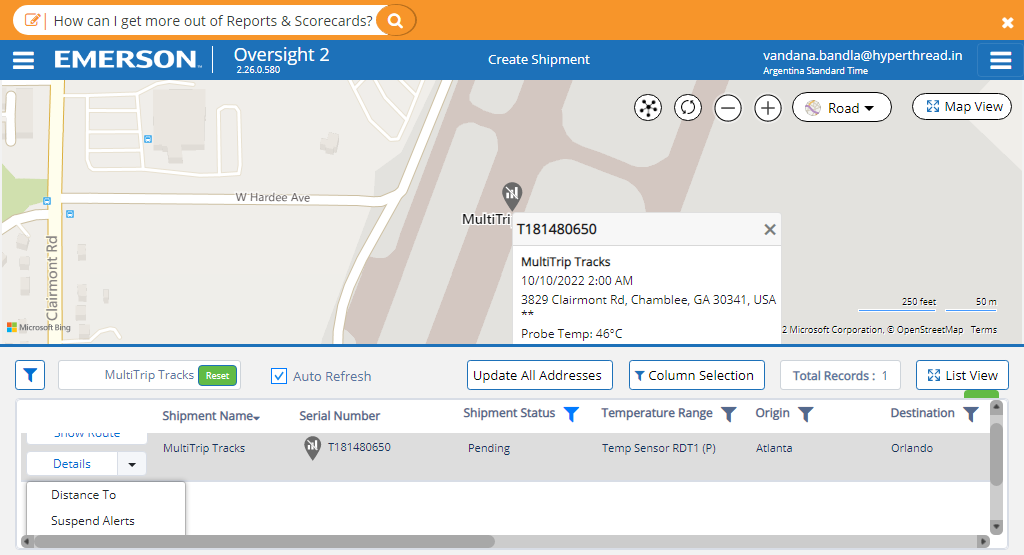 How can I get more out of Reports & Scorecards?
EMERSON
Oversight 2
2.26.0.580
Create Shipment
vandana.bandla@hyperthread.in
Argentina Standard Time
Road
Map View
W Hardee Ave
Clairmont Rd
MultiTri
T181480650
MultiTrip Tracks
10/10/2022 2:00 AM
3829 Clairmont Rd, Chamblee, GA 30341, USA
**
Probe Temp: 46°C
250 feet
50 m
Microsoft Bing
2 Microsoft Corporation, © OpenStreetMap Terms
MultiTrip Tracks
Reset
Auto Refresh
Update All Addresses
Column Selection
Total Records : 1
List View
Shipment Name
Serial Number
Shipment Status
Temperature Range
Origin
Destination
Show Route
MultiTrip Tracks
T181480650
Pending
Temp Sensor RDT1 (P)
Atlanta
Orlando
Details
Distance To
Suspend Alerts